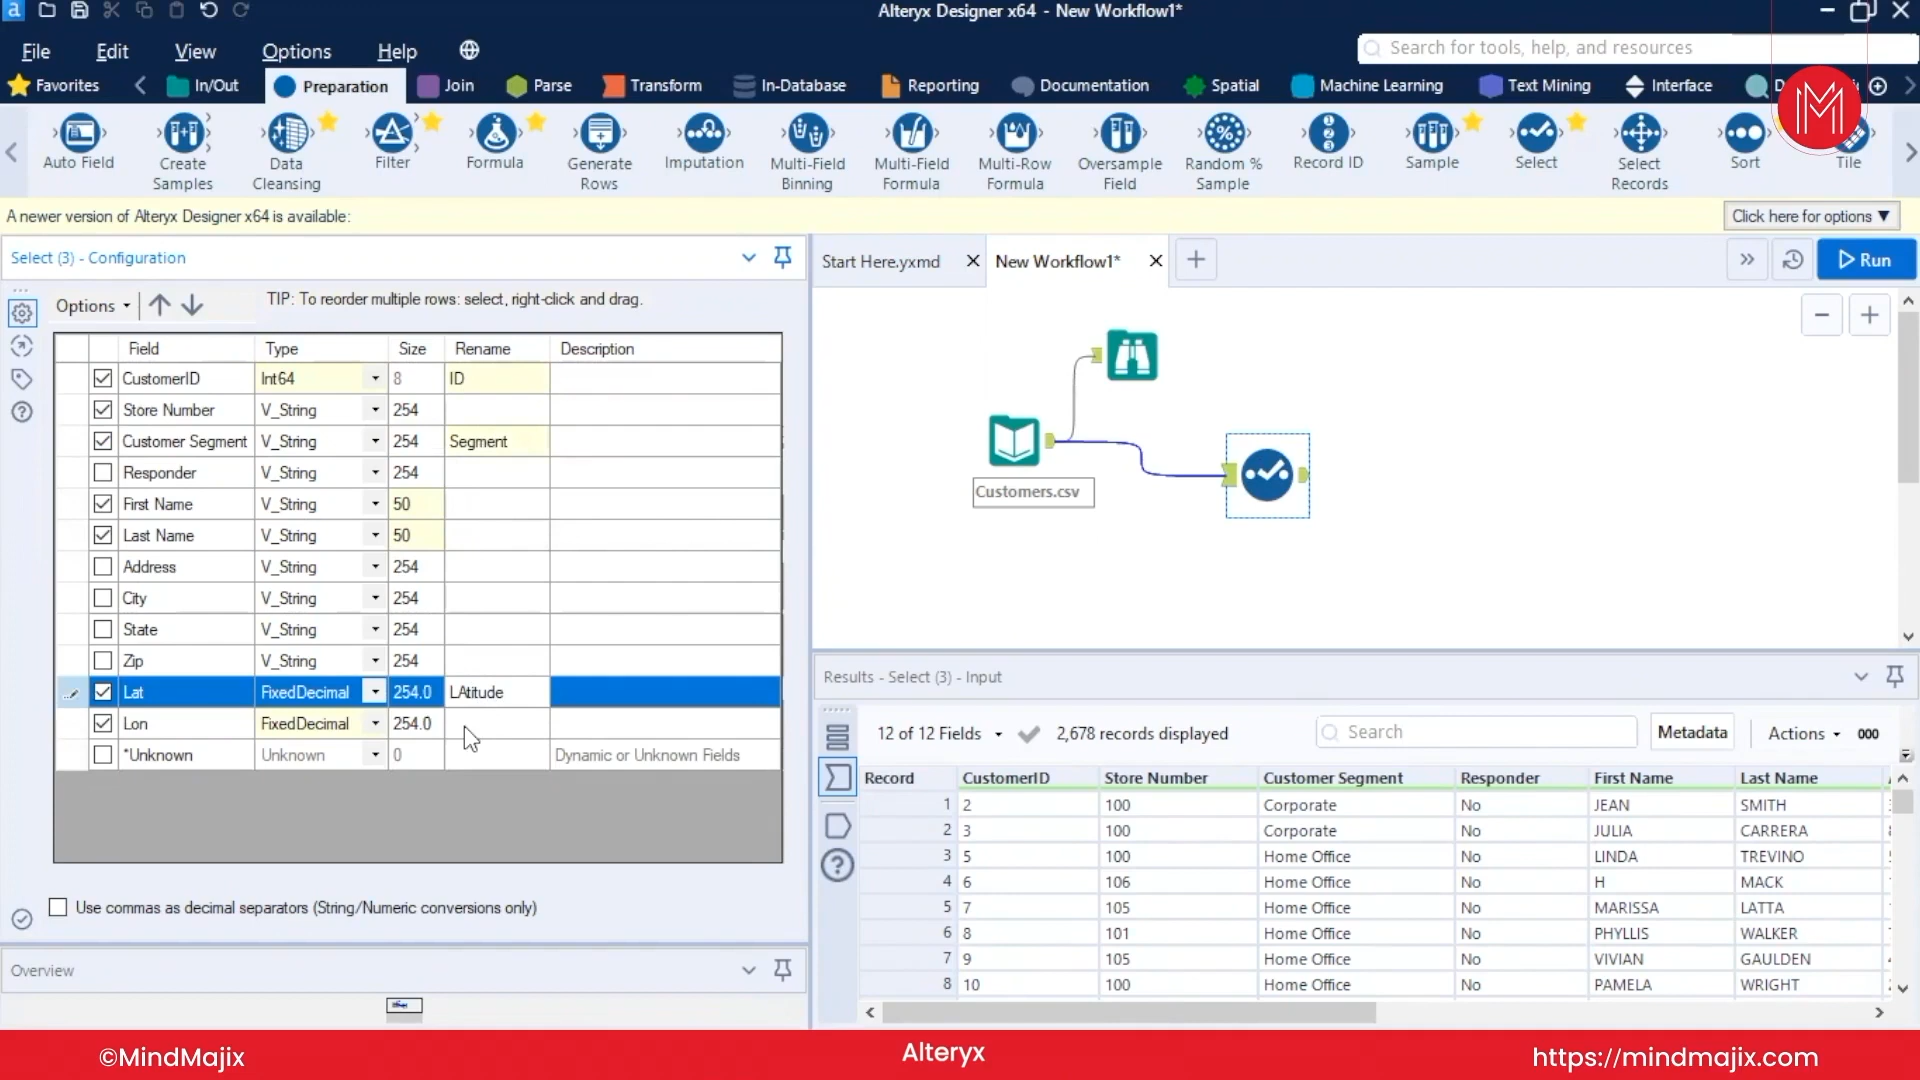 Alteryx Designer x64 - New Workflow1*
File Edit View Options Help
Search for tools, help, and resources
Favorites In/Out Preparation Join Parse Transform In-Database Reporting Documentation Spatial Machine Learning Text Mining Interface
Auto Field Create Samples Data Cleansing Filter Formula Generate Rows Imputation Multi-Field Binning Multi-Field Formula Multi-Row Formula Oversample Field Random % Sample Record ID Sample Select Select Records Sort Tile
A newer version of Alteryx Designer x64 is available:
Click here for options ▼
Select (3) - Configuration
Options
TIP: To reorder multiple rows: select, right-click and drag.
Field Type Size Rename Description
CustomerID Int64 8 ID
Store Number V_String 254
Customer Segment V_String 254 Segment
Responder V_String 254
First Name V_String 50
Last Name V_String 50
Address V_String 254
City V_String 254
State V_String 254
Zip V_String 254
Lat FixedDecimal 254.0 LAtitude
Lon FixedDecimal 254.0
*Unknown Unknown 0 Dynamic or Unknown Fields
Use commas as decimal separators (String/Numeric conversions only)
Overview
Start Here.yxmd New Workflow1*
Run
Customers.csv
Results - Select (3) - Input
12 of 12 Fields 2,678 records displayed Search Metadata Actions 000
Record CustomerID Store Number Customer Segment Responder First Name Last Name
1 2 100 Corporate No JEAN SMITH
2 3 100 Corporate No JULIA CARRERA
3 5 100 Home Office No LINDA TREVINO
4 6 106 Home Office No H MACK
5 7 105 Home Office No MARISSA LATTA
6 8 101 Home Office No PHYLLIS WALKER
7 9 105 Home Office No VIVIAN GAULDEN
8 10 100 Home Office No PAMELA WRIGHT
©MindMajix
Alteryx
https://mindmajix.com